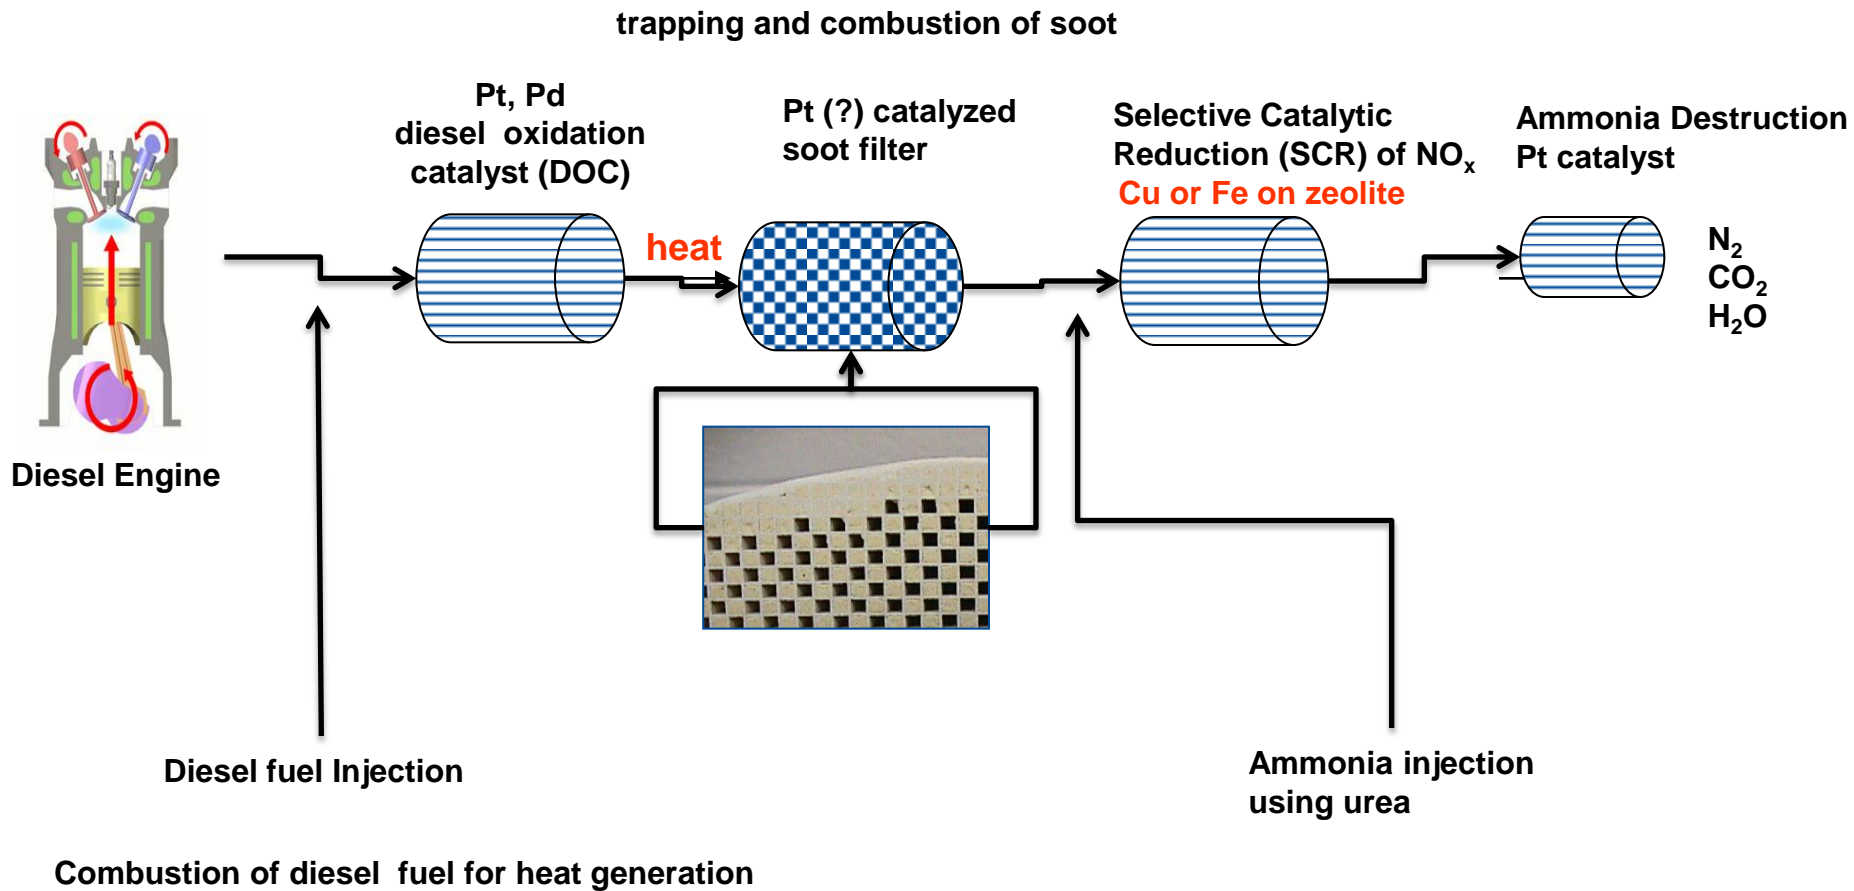 trapping and combustion of soot
Pt, Pd
diesel  oxidation
catalyst (DOC)
Pt (?) catalyzed
soot filter
Selective Catalytic
Reduction (SCR) of NOₓ
Cu or Fe on zeolite
Ammonia Destruction
Pt catalyst
heat
N₂
CO₂
H₂O
Diesel Engine
Diesel fuel Injection
Ammonia injection
using urea
Combustion of diesel  fuel for heat generation